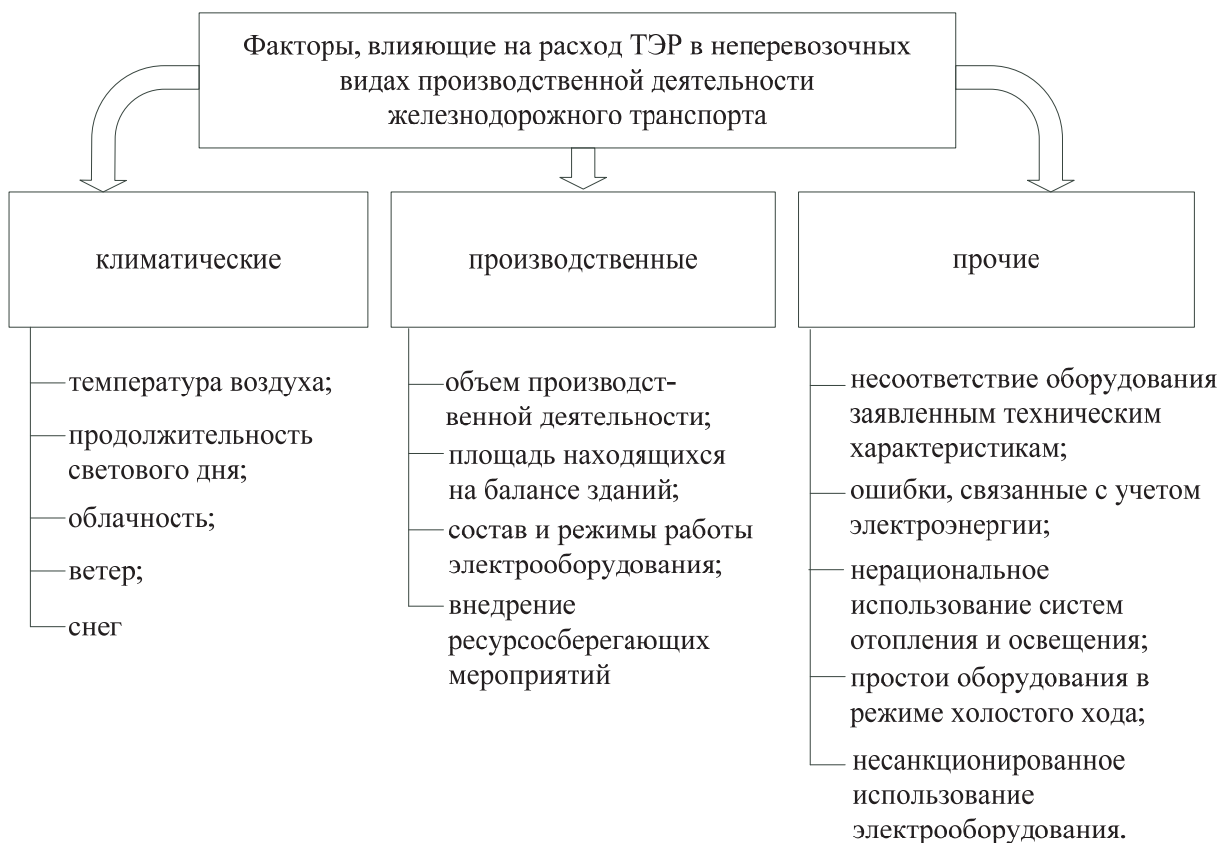 Факторы, влияющие на расход ТЭР в неперевозочных
видах производственной деятельности
железнодорожного транспорта
климатические
температура воздуха;
продолжительность
светового дня;
облачность;
ветер;
снег
производственные
объем производст-
венной деятельности;
площадь находящихся
на балансе зданий;
состав и режимы работы
электрооборудования;
внедрение
ресурсосберегающих
мероприятий
прочие
несоответствие оборудования
заявленным техническим
характеристикам;
ошибки, связанные с учетом
электроэнергии;
нерациональное
использование систем
отопления и освещения;
простои оборудования в
режиме холостого хода;
несанкционированное
использование
электрооборудования.